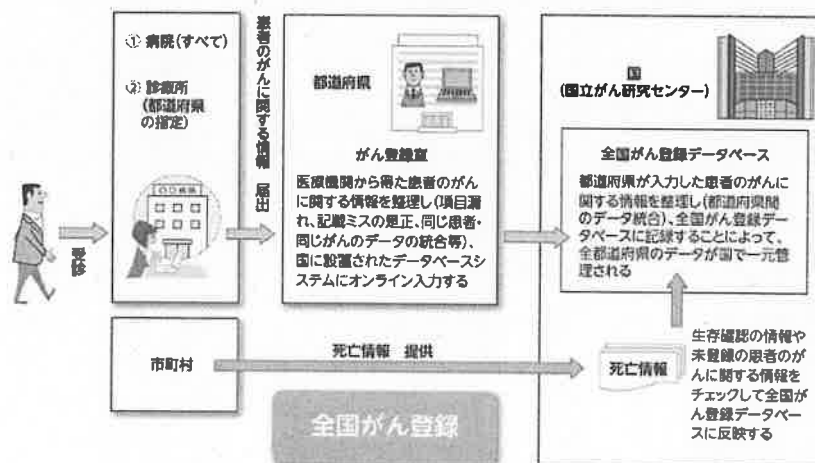 ① 病院(すべて)
② 診療所
(都道府県
の指定)
受診
患者のがんに関する情報 届出
都道府県
がん登録室
医療機関から得た患者のがん
に関する情報を整理し(項目漏
れ、記載ミスの是正、同じ患者・
同じがんのデータの統合等)、
国に設置されたデータベースシ
ステムにオンライン入力する
国
(国立がん研究センター)
全国がん登録データベース
都道府県が入力した患者のがんに
関する情報を整理し(都道府県間
のデータ統合)、全国がん登録デー
タベースに記録することによって、
全都道府県のデータが国で一元管
理される
市町村
死亡情報 提供
死亡情報
生存確認の情報や
未登録の患者のが
んに関する情報を
チェックして全国が
ん登録データベー
スに反映する
全国がん登録